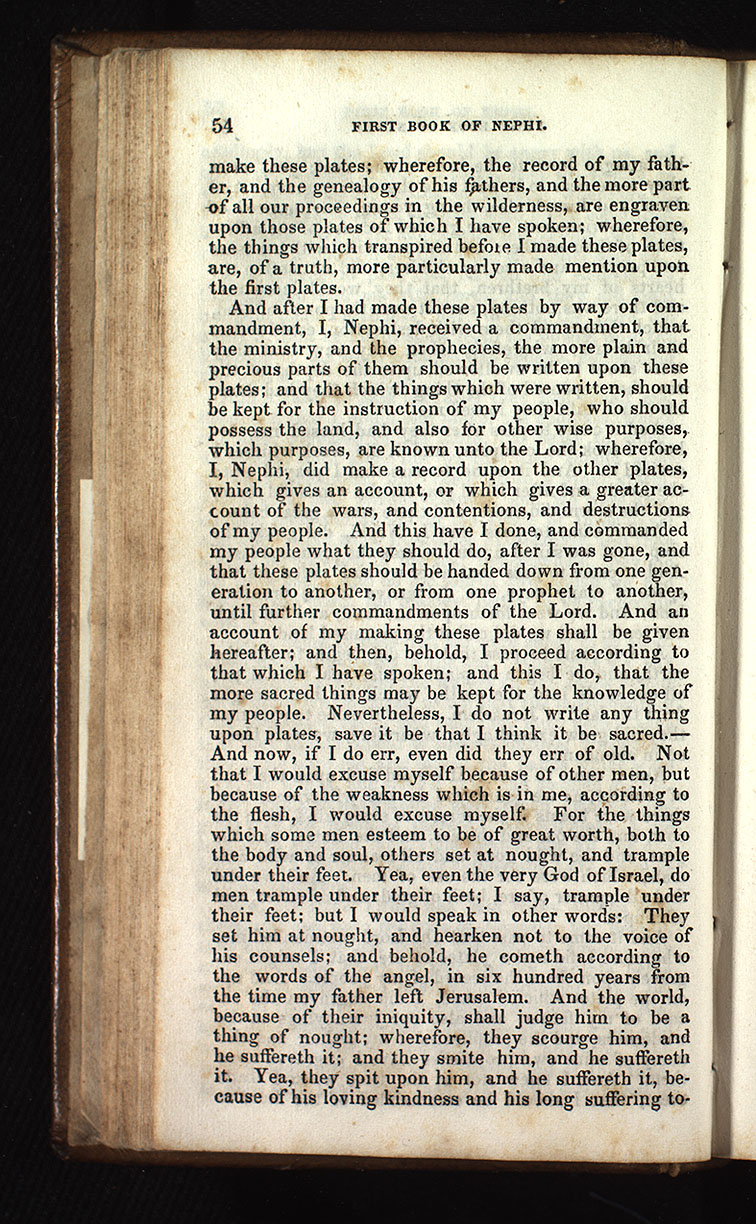 54 FIRST BOOK OF NEPHI.
make these plates; wherefore, the record of my fath-
er, and the genealogy of his fathers, and the more part
of all our proceedings in the wilderness, are engraven
upon those plates of which I have spoken; wherefore,
the things which transpired before I made these plates,
are, of a truth, more particularly made mention upon
the first plates.
And after I had made these plates by way of com-
mandment, I, Nephi, received a commandment, that
the ministry, and the prophecies, the more plain and
precious parts of them should be written upon these
plates; and that the things which were written, should
be kept for the instruction of my people, who should
possess the land, and also for other wise purposes,
which purposes, are known unto the Lord; wherefore,
I, Nephi, did make a record upon the other plates,
which gives an account, or which gives a greater ac-
count of the wars, and contentions, and destructions
of my people. And this have I done, and commanded
my people what they should do, after I was gone, and
that these plates should be handed down from one gen-
eration to another, or from one prophet to another,
until further commandments of the Lord. And an
account of my making these plates shall be given
hereafter; and then, behold, I proceed according to
that which I have spoken; and this I do, that the
more sacred things may be kept for the knowledge of
my people. Nevertheless, I do not write any thing
upon plates, save it be that I think it be sacred.—
And now, if I do err, even did they err of old. Not
that I would excuse myself because of other men, but
because of the weakness which is in me, according to
the flesh, I would excuse myself. For the things
which some men esteem to be of great worth, both to
the body and soul, others set at nought, and trample
under their feet. Yea, even the very God of Israel, do
men trample under their feet; I say, trample under
their feet; but I would speak in other words: They
set him at nought, and hearken not to the voice of
his counsels; and behold, he cometh according to
the words of the angel, in six hundred years from
the time my father left Jerusalem. And the world,
because of their iniquity, shall judge him to be a
thing of nought; wherefore, they scourge him, and
he suffereth it; and they smite him, and he suffereth
it. Yea, they spit upon him, and he suffereth it, be-
cause of his loving kindness and his long suffering to-